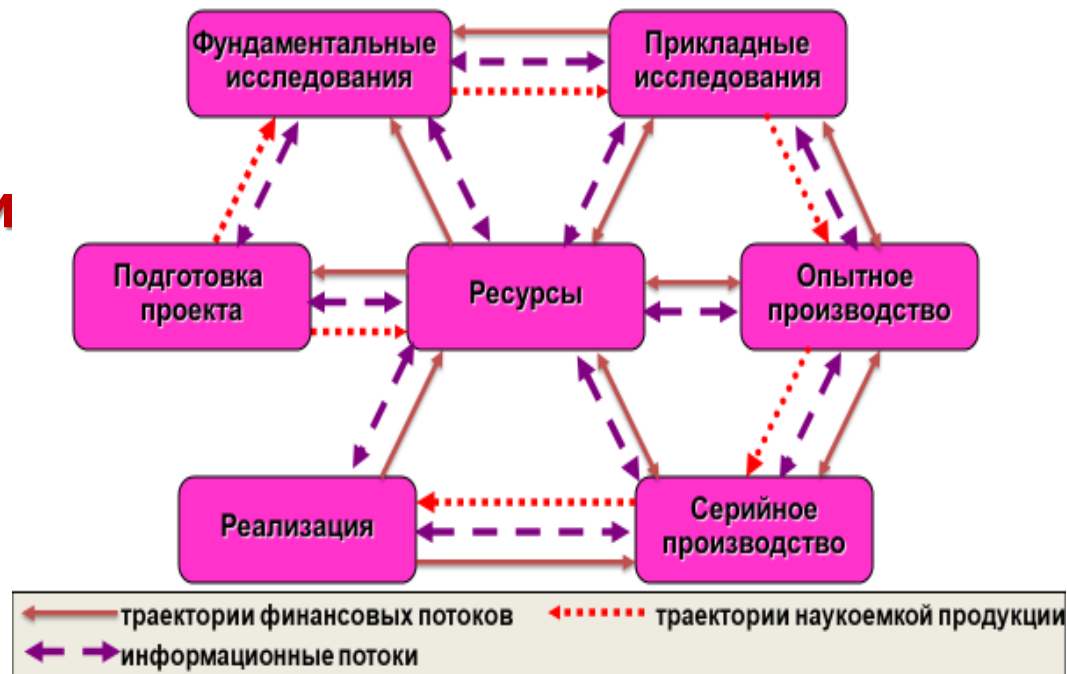 Фундаментальные
исследования
Прикладные
исследования
и
Подготовка
проекта
Ресурсы
Опытное
производство
Реализация
Серийное
производство
траектории финансовых потоков
траектории наукоемкой продукции
информационные потоки